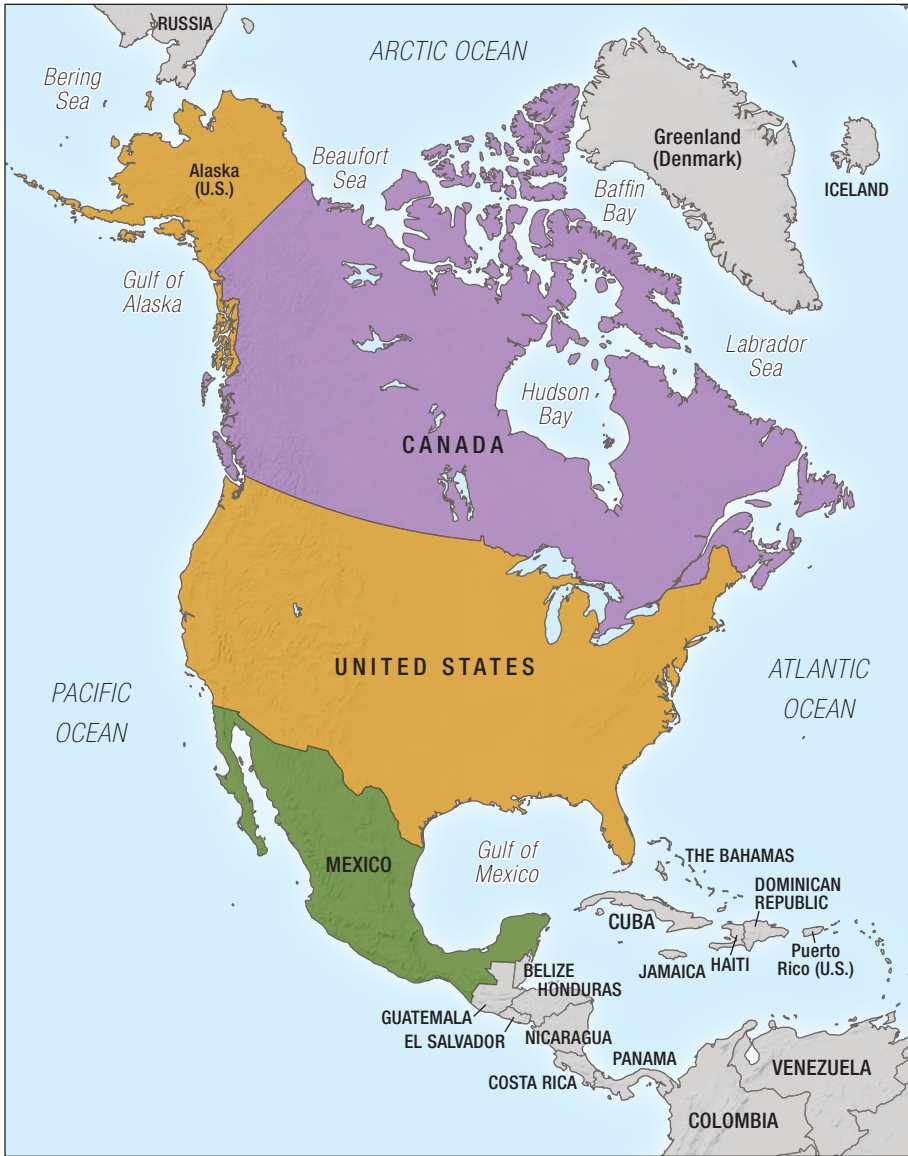 RUSSIA
ARCTIC OCEAN
Bering
Sea
Greenland
(Denmark)
Alaska
(U.S.)
Beaufort
Sea
Baffin
Bay
ICELAND
Gulf of
Alaska
Labrador
Sea
Hudson
Bay
CANADA
UNITED STATES
ATLANTIC
OCEAN
PACIFIC
OCEAN
Gulf of
Mexico
MEXICO
THE BAHAMAS
DOMINICAN
REPUBLIC
CUBA
Puerto
Rico (U.S.)
JAMAICA
HAITI
BELIZE
HONDURAS
GUATEMALA
EL SALVADOR
NICARAGUA
PANAMA
COSTA RICA
VENEZUELA
COLOMBIA